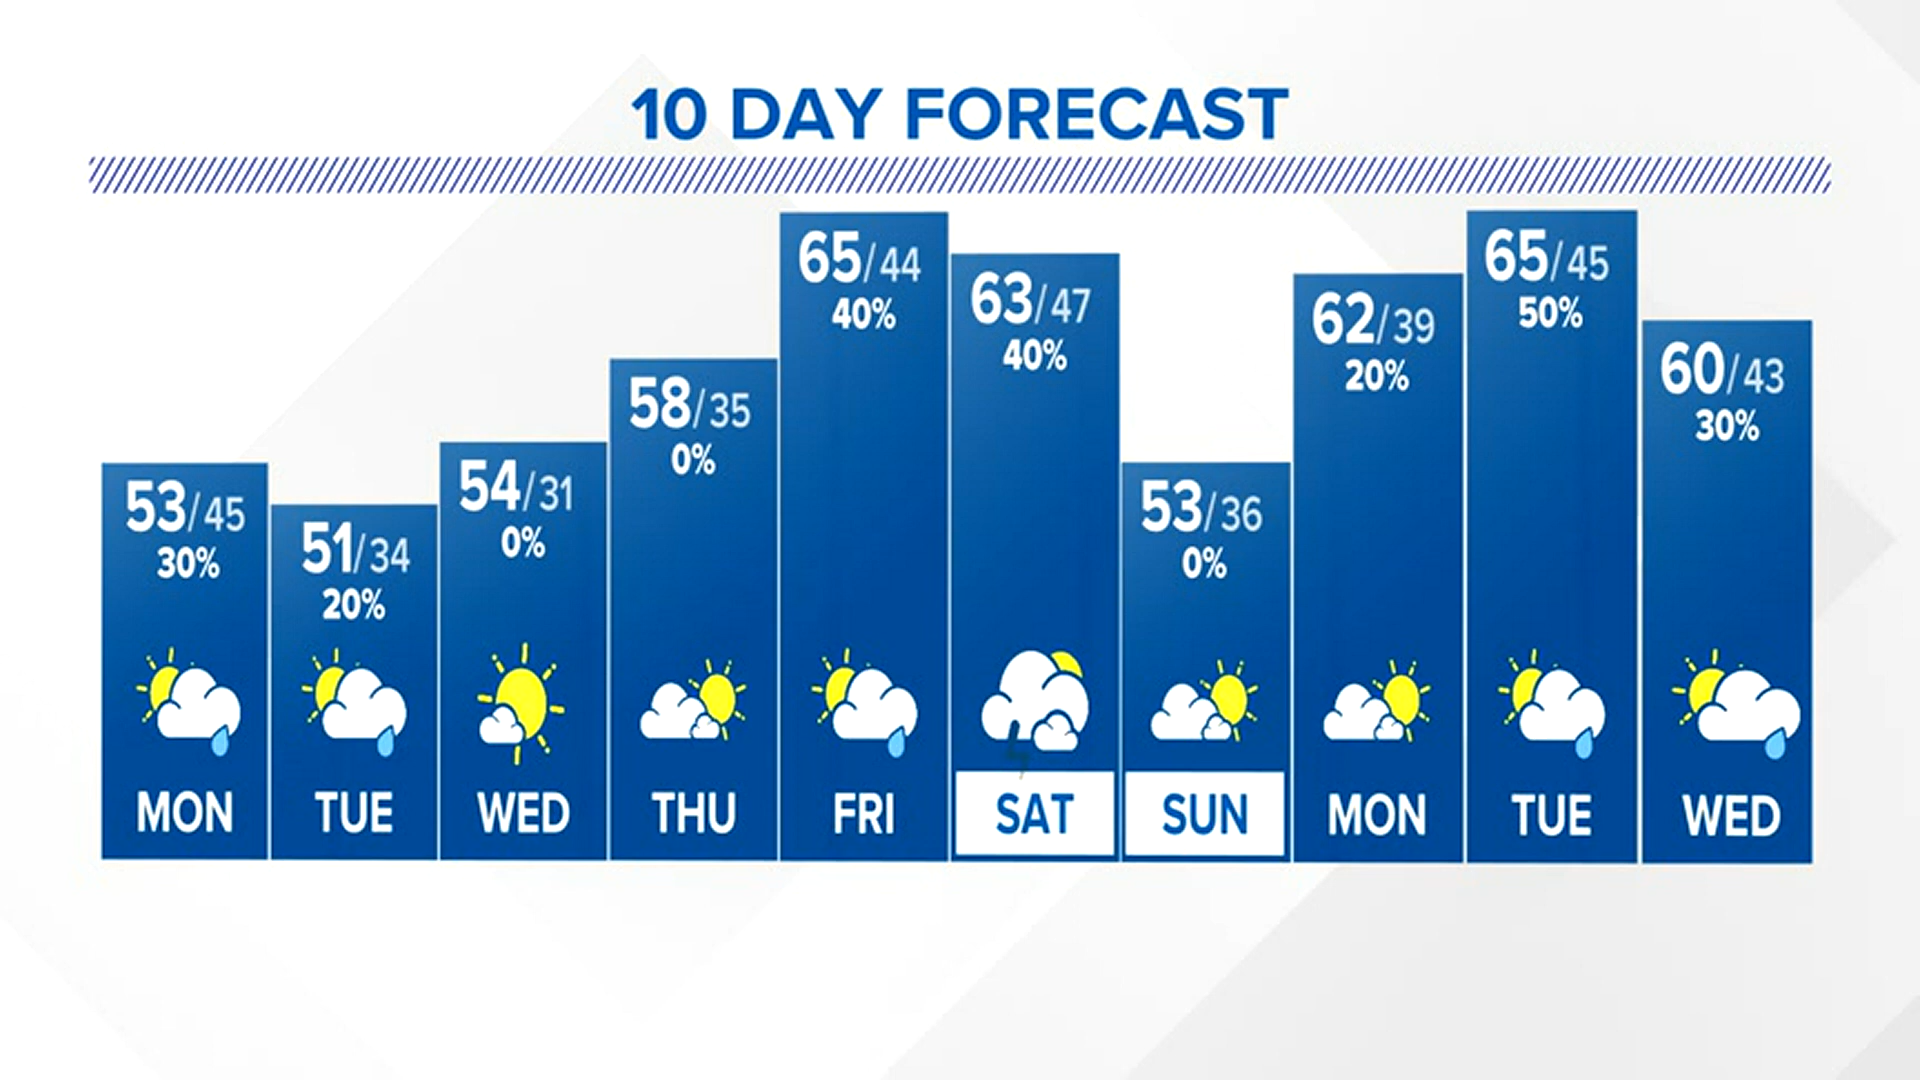 10 DAY FORECAST
53/45
30%
MON
51/34
20%
TUE
54/31
0%
WED
58/35
0%
THU
65/44
40%
FRI
63/47
40%
SAT
53/36
0%
SUN
62/39
20%
MON
65/45
50%
TUE
60/43
30%
WED